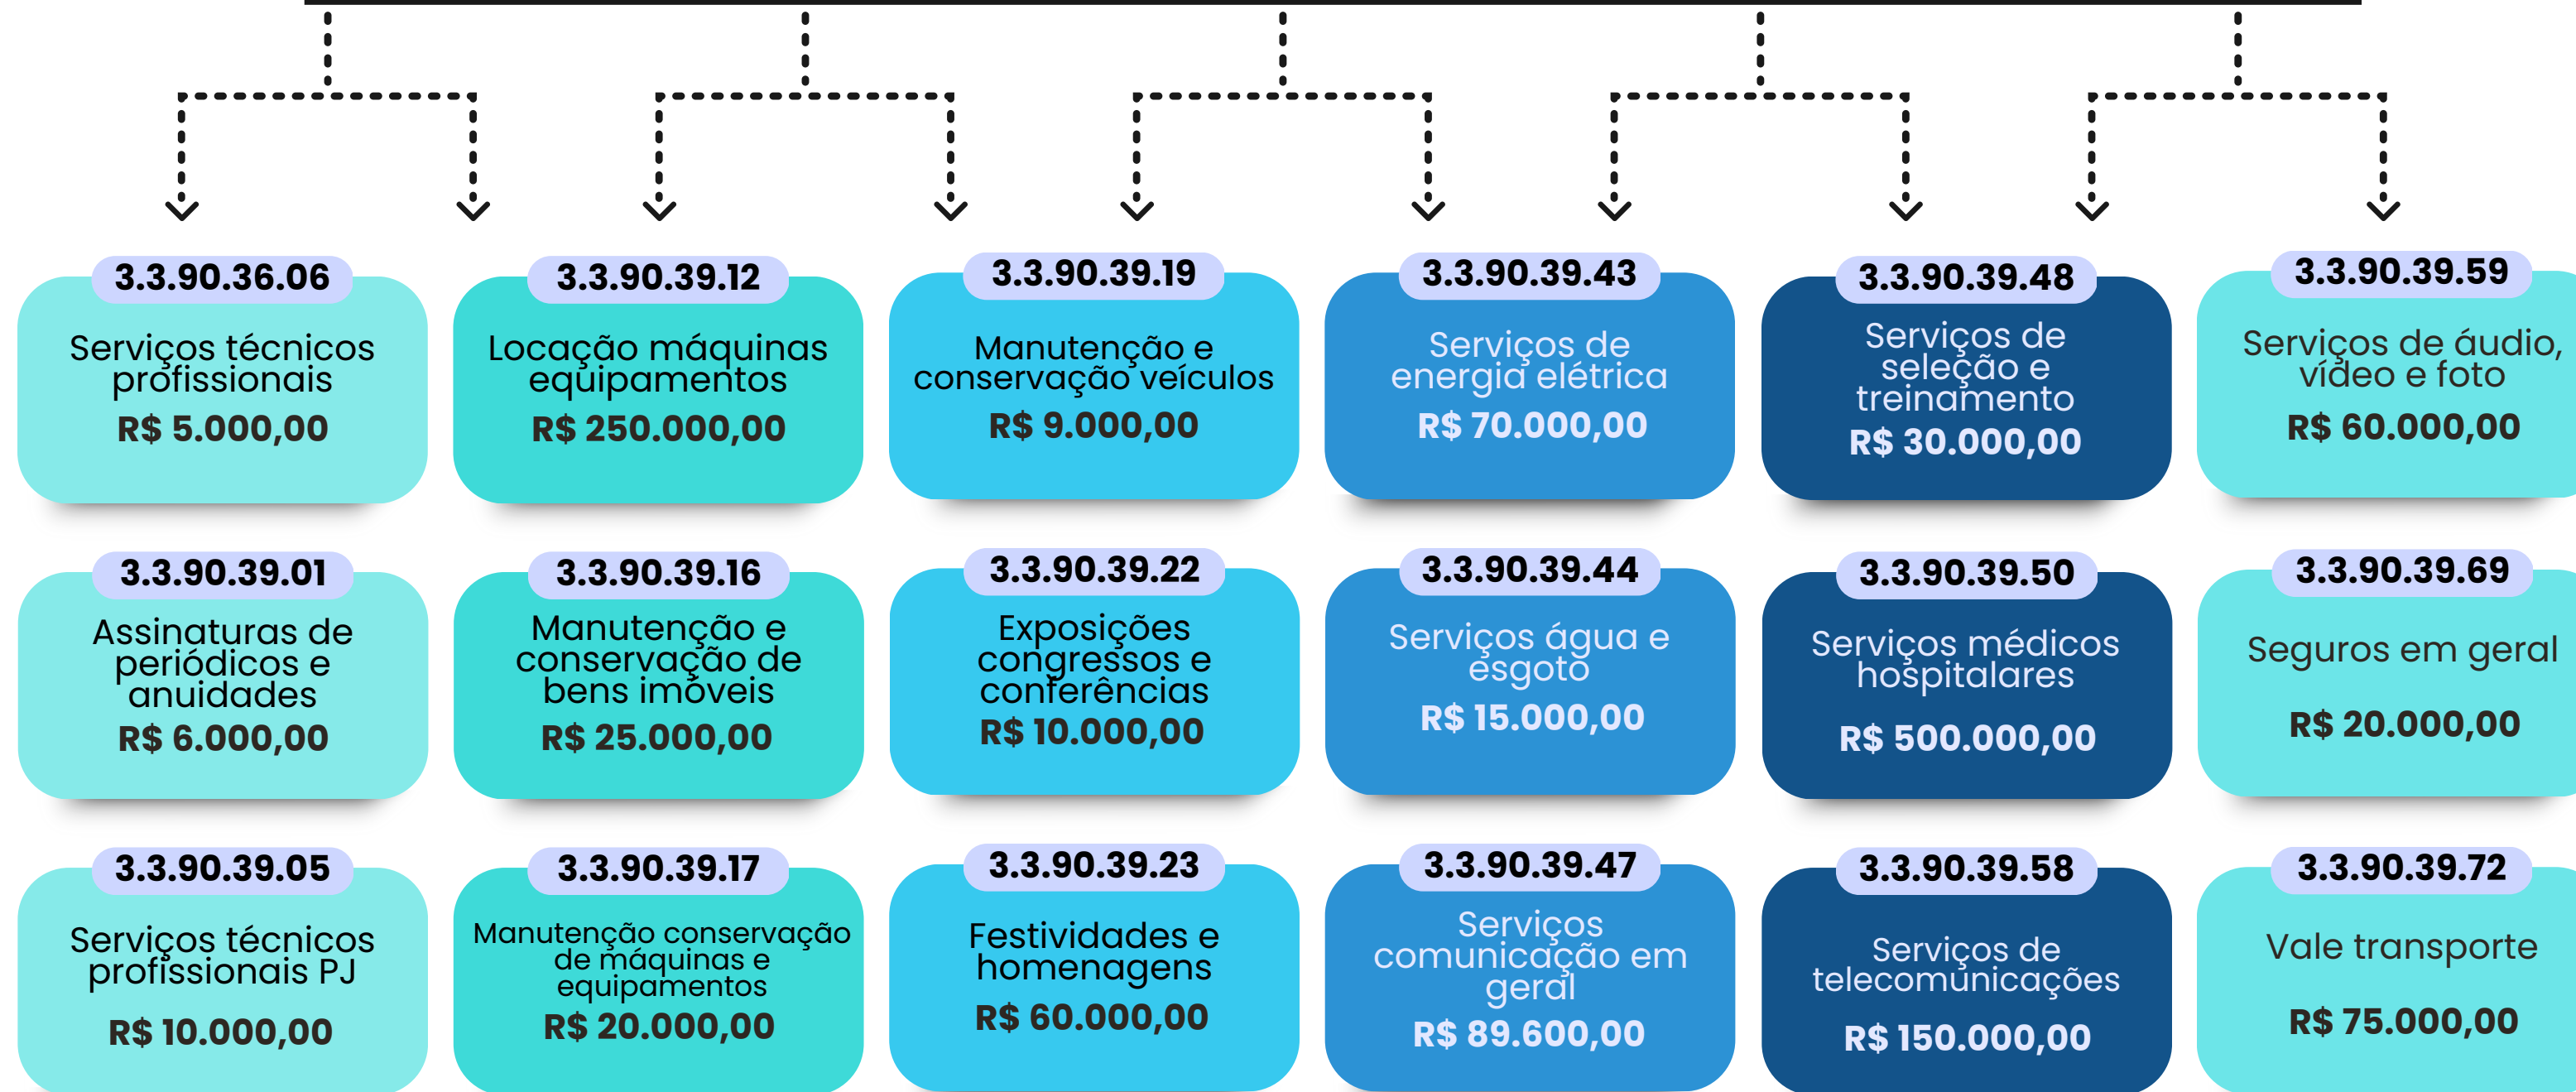 3.3.90.36.06
Serviços técnicos
profissionais
R$ 5.000,00
3.3.90.39.12
Locação máquinas
equipamentos
R$ 250.000,00
3.3.90.39.19
Manutenção e
conservação veículos
R$ 9.000,00
3.3.90.39.43
Serviços de
energia elétrica
R$ 70.000,00
3.3.90.39.48
Serviços de
seleção e
treinamento
R$ 30.000,00
3.3.90.39.59
Serviços de áudio,
vídeo e foto
R$ 60.000,00
3.3.90.39.01
Assinaturas de
periódicos e
anuidades
R$ 6.000,00
3.3.90.39.16
Manutenção e
conservação de
bens imóveis
R$ 25.000,00
3.3.90.39.22
Exposições
congressos e
conferências
R$ 10.000,00
3.3.90.39.44
Serviços água e
esgoto
R$ 15.000,00
3.3.90.39.50
Serviços médicos
hospitalares
R$ 500.000,00
3.3.90.39.69
Seguros em geral
R$ 20.000,00
3.3.90.39.05
Serviços técnicos
profissionais PJ
R$ 10.000,00
3.3.90.39.17
Manutenção conservação
de máquinas e
equipamentos
R$ 20.000,00
3.3.90.39.23
Festividades e
homenagens
R$ 60.000,00
3.3.90.39.47
Serviços
comunicação em
geral
R$ 89.600,00
3.3.90.39.58
Serviços de
telecomunicações
R$ 150.000,00
3.3.90.39.72
Vale transporte
R$ 75.000,00